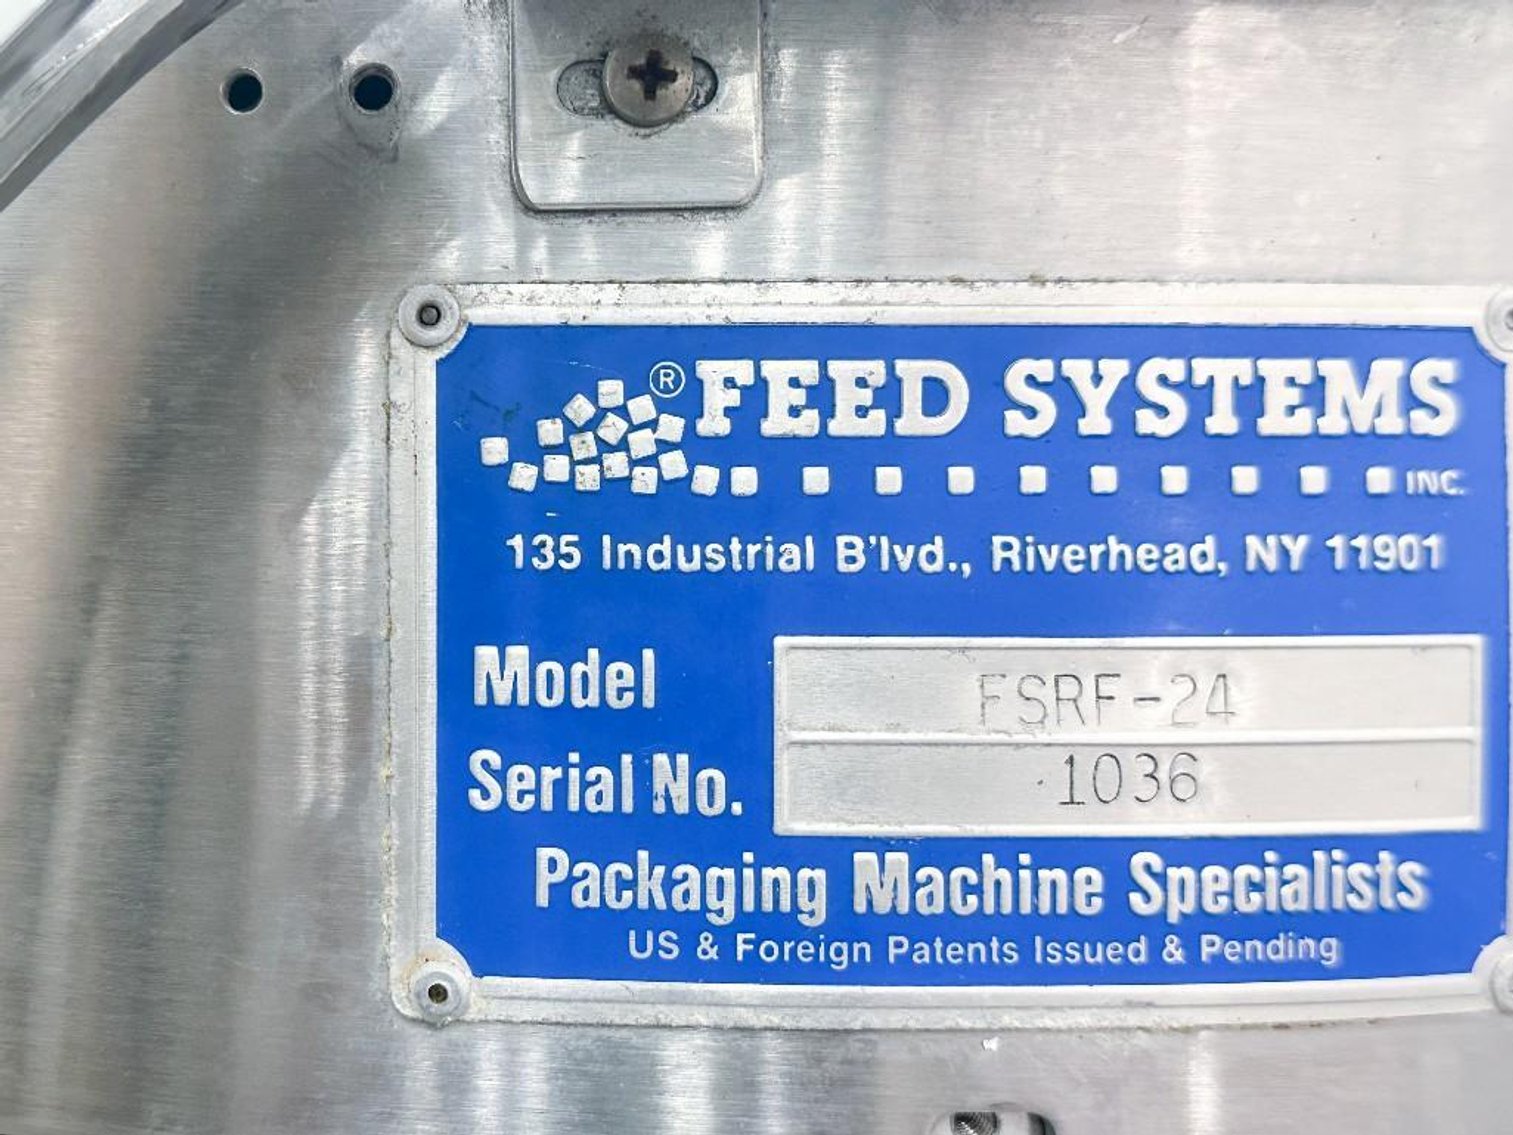 ® FEED SYSTEMS
INC.
135 Industrial B'lvd., Riverhead, NY 11901
Model FSRF-24
Serial No. 1036
Packaging Machine Specialists
US & Foreign Patents Issued & Pending